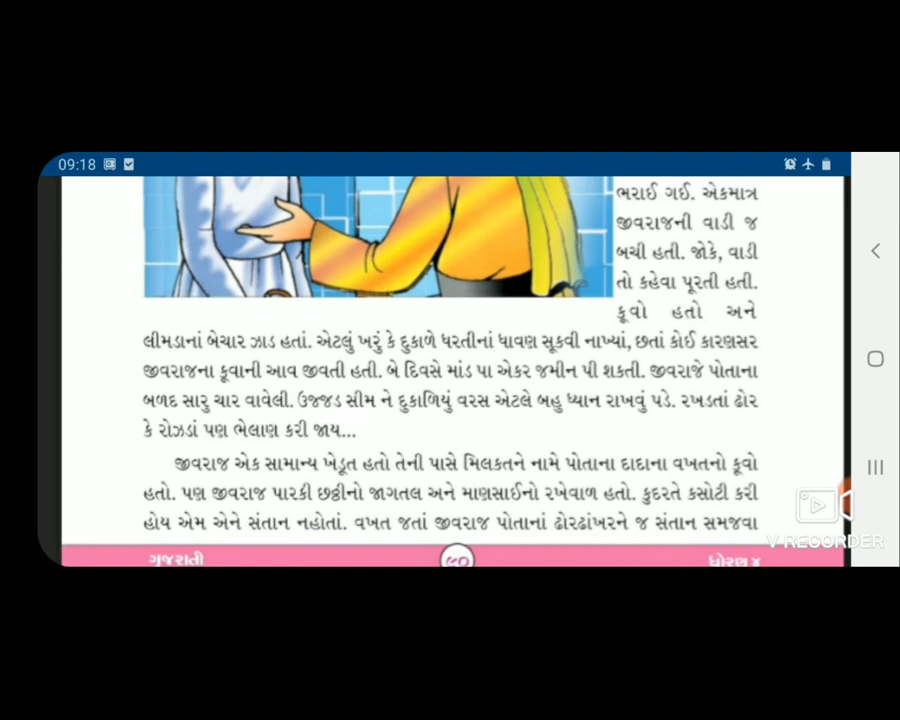 09:18
ભરાઈ ગઈ. એકમાત્ર
જીવરાજની વાડી જ
બચી હતી. જોકે, વાડી
તો કહેવા પૂરતી હતી.
કૂવો હતો અને
લીમડાનાં બેચાર ઝાડ હતાં. એટલું ખરું કે દુકાળે ધરતીનાં ધાવણ સૂકવી નાખ્યાં, છતાં કોઈ કારણસર
જીવરાજના કૂવાની આવ જીવતી હતી. બે દિવસે માંડ પા એકર જમીન પી શકતી. જીવરાજે પોતાના
બળદ સારુ ચાર વાવેલી. ઉજ્જડ સીમ ને દુકાળિયું વરસ એટલે બહુ ધ્યાન રાખવું પડે. રખડતાં ઢોર
કે રોઝડાં પણ ભેલાણ કરી જાય...
જીવરાજ એક સામાન્ય ખેડૂત હતો તેની પાસે મિલકતને નામે પોતાના દાદાના વખતનો કૂવો
હતો. પણ જીવરાજ પારકી છઠ્ઠીનો જાગતલ અને માણસાઈનો રખેવાળ હતો. કુદરતે કસોટી કરી
હોય એમ એને સંતાન નહોતાં. વખત જતાં જીવરાજ પોતાનાં ઢોરઢાંખરને જ સંતાન સમજવા
ગુજરાતી ૯૦ ધોરણ ૪
V RECORDER